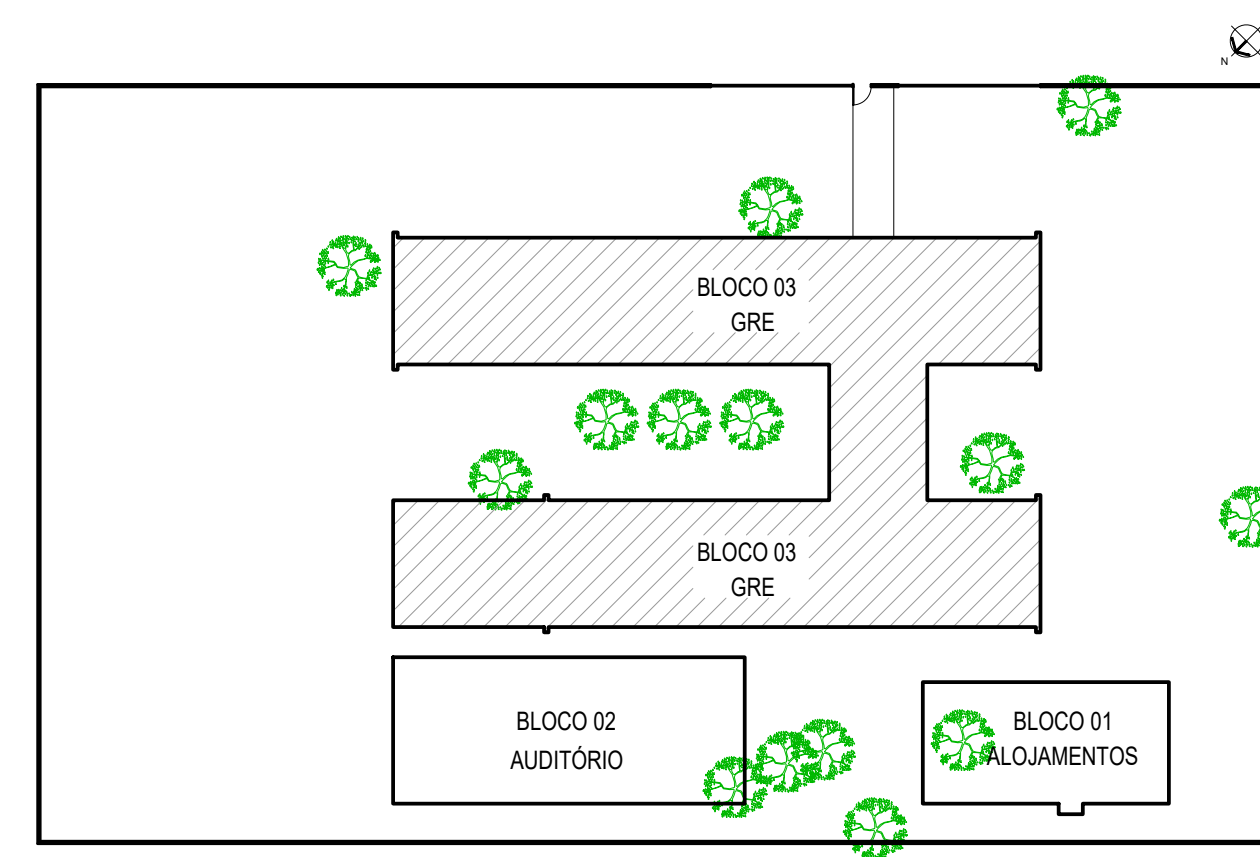 N
BLOCO 03
GRE
BLOCO 03
GRE
BLOCO 02
AUDITÓRIO
BLOCO 01
ALOJAMENTOS